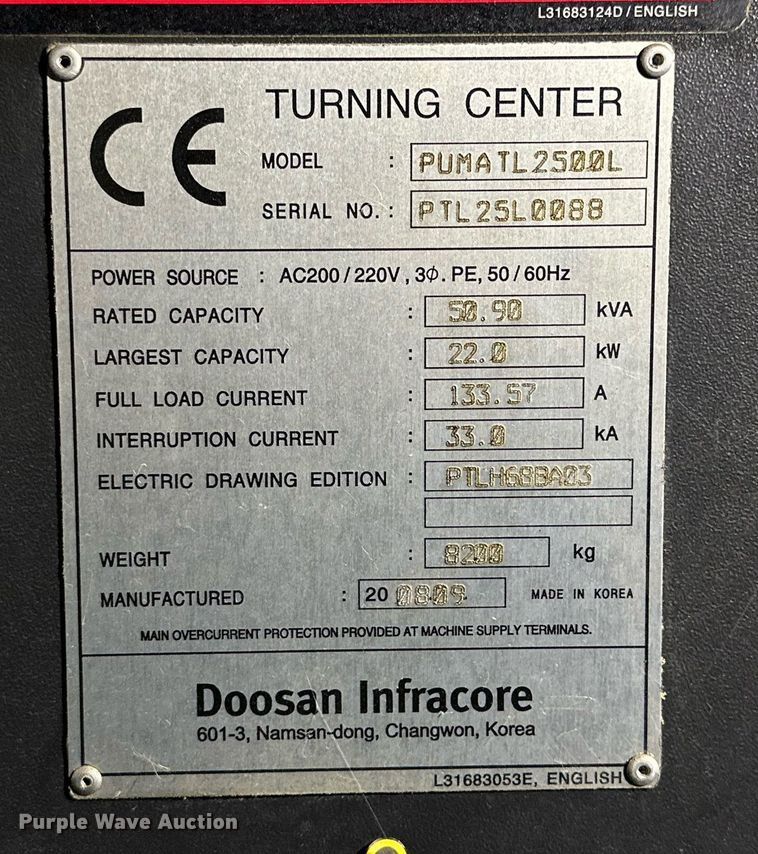 L31683124D / ENGLISH
CE TURNING CENTER
MODEL : PUMATL2500L
SERIAL NO. : PTL25L0088
POWER SOURCE : AC200 / 220V , 3Φ . PE, 50 / 60Hz
RATED CAPACITY : 50.90 kVA
LARGEST CAPACITY : 22.0 kW
FULL LOAD CURRENT : 133.57 A
INTERRUPTION CURRENT : 33.0 kA
ELECTRIC DRAWING EDITION : PTLH68BA03
WEIGHT : 8200 kg
MANUFACTURED : 20 0809 MADE IN KOREA
MAIN OVERCURRENT PROTECTION PROVIDED AT MACHINE SUPPLY TERMINALS.
Doosan Infracore
601-3, Namsan-dong, Changwon, Korea
L31683053E, ENGLISH
Purple Wave Auction